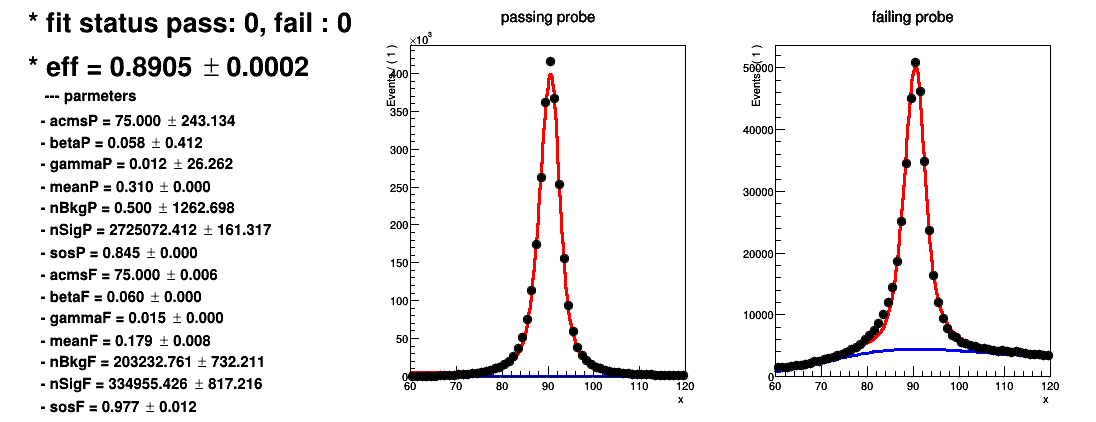 * fit status pass: 0, fail : 0
* eff = 0.8905 ± 0.0002
--- parmeters
- acmsP = 75.000 ± 243.134
- betaP = 0.058 ± 0.412
- gammaP = 0.012 ± 26.262
- meanP = 0.310 ± 0.000
- nBkgP = 0.500 ± 1262.698
- nSigP = 2725072.412 ± 161.317
- sosP = 0.845 ± 0.000
- acmsF = 75.000 ± 0.006
- betaF = 0.060 ± 0.000
- gammaF = 0.015 ± 0.000
- meanF = 0.179 ± 0.008
- nBkgF = 203232.761 ± 732.211
- nSigF = 334955.426 ± 817.216
- sosF = 0.977 ± 0.012
passing probe
×10³
Events / ( 1 )
400
350
300
250
200
150
100
50
0
60 70 80 90 100 110 120
x
failing probe
Events / ( 1 )
50000
40000
30000
20000
10000
0
60 70 80 90 100 110 120
x